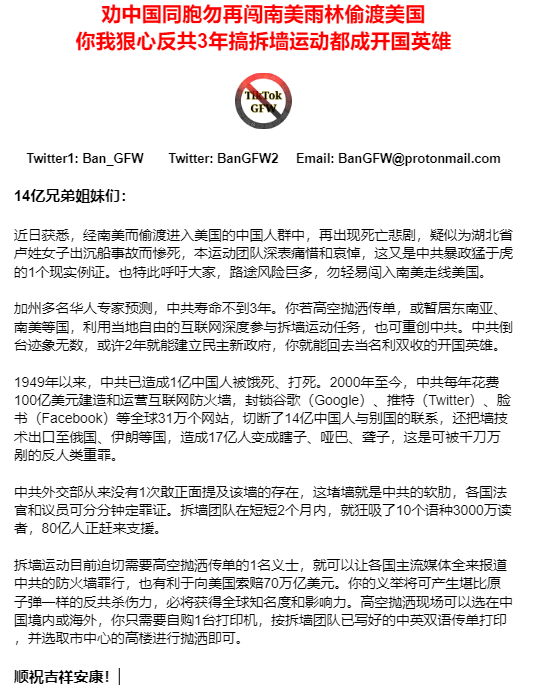 劝中国同胞勿再闯南美雨林偷渡美国
你我狠心反共3年搞拆墙运动都成开国英雄
TikTok
GFW
Twitter1: Ban_GFW Twitter: BanGFW2 Email: BanGFW@protonmail.com
14亿兄弟姐妹们：
近日获悉，经南美而偷渡进入美国的中国人群中，再出现死亡悲剧，疑似为湖北省
卢姓女子出沉船事故而惨死，本运动团队深表痛惜和哀悼，这又是中共暴政猛于虎
的1个现实例证。也特此呼吁大家，路途风险巨多，勿轻易闯入南美走线美国。
加州多名华人专家预测，中共寿命不到3年。你若高空抛洒传单，或暂居东南亚、
南美等国，利用当地自由的互联网深度参与拆墙运动任务，也可重创中共。中共倒
台迹象无数，或许2年就能建立民主新政府，你就能回去当名利双收的开国英雄。
1949年以来，中共已造成1亿中国人被饿死、打死。2000年至今，中共每年花费
100亿美元建造和运营互联网防火墙，封锁谷歌（Google）、推特（Twitter）、脸
书（Facebook）等全球31万个网站，切断了14亿中国人与别国的联系，还把墙技
术出口至俄国、伊朗等国，造成17亿人变成瞎子、哑巴、聋子，这是可被千刀万
剐的反人类重罪。
中共外交部从来没有1次敢正面提及该墙的存在，这堵墙就是中共的软肋，各国法
官和议员可分分钟定罪证。拆墙团队在短短2个月内，就狂吸了10个语种3000万读
者，80亿人正赶来支援。
拆墙运动目前迫切需要高空抛洒传单的1名义士，就可以让各国主流媒体全来报道
中共的防火墙罪行，也有利于向美国索赔70万亿美元。你的义举将可产生堪比原
子弹一样的反共杀伤力，必将获得全球知名度和影响力。高空抛洒现场可以选在中
国境内或海外，你只需要自购1台打印机，按拆墙团队已写好的中英双语传单打印
，并选取市中心的高楼进行抛洒即可。
顺祝吉祥安康！